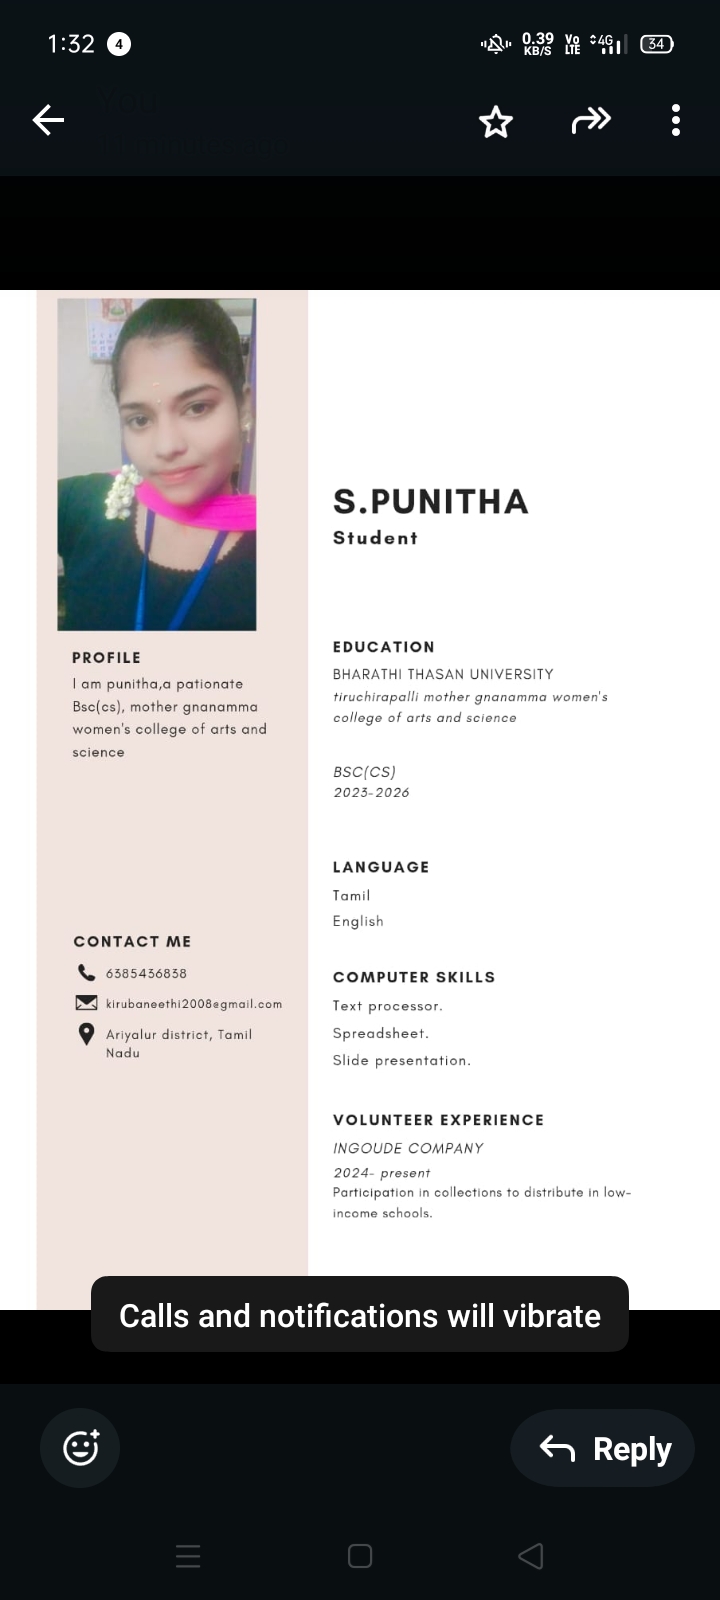 1:32 4 0.39 KB/S Vo LTE 4G 34
S.PUNITHA
Student
PROFILE
I am punitha,a pationate
Bsc(cs), mother gnanamma
women's college of arts and
science
CONTACT ME
6385436838
kirubaneethi2008@gmail.com
Ariyalur district, Tamil
Nadu
EDUCATION
BHARATHI THASAN UNIVERSITY
tiruchirapalli mother gnanamma women's
college of arts and science
BSC(CS)
2023-2026
LANGUAGE
Tamil
English
COMPUTER SKILLS
Text processor.
Spreadsheet.
Slide presentation.
VOLUNTEER EXPERIENCE
INGOUDE COMPANY
2024- present
Participation in collections to distribute in low-
income schools.
Calls and notifications will vibrate
Reply